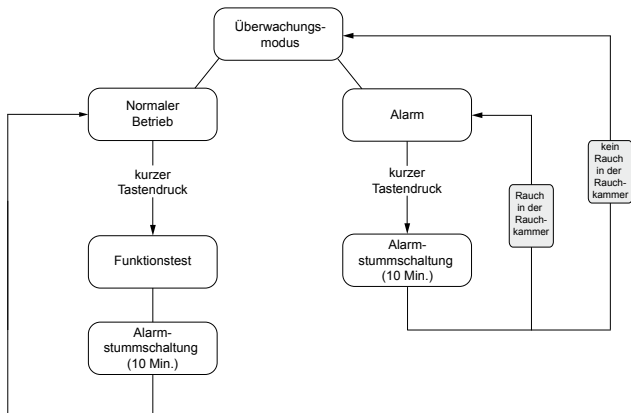 Überwachungs-
modus
Normaler
Betrieb
Alarm
kurzer
Tastendruck
kurzer
Tastendruck
kein
Rauch
in der
Rauch-
kammer
Rauch
in der
Rauch-
kammer
Funktionstest
Alarm-
stummschaltung
(10 Min.)
Alarm-
stummschaltung
(10 Min.)